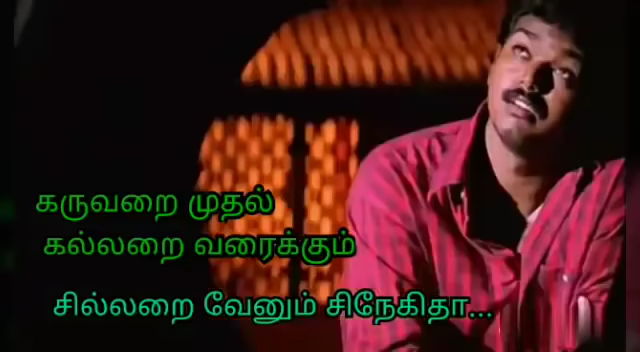 கருவறை முதல்
கல்லறை வரைக்கும்
சில்லறை வேனும் சிநேகிதா...